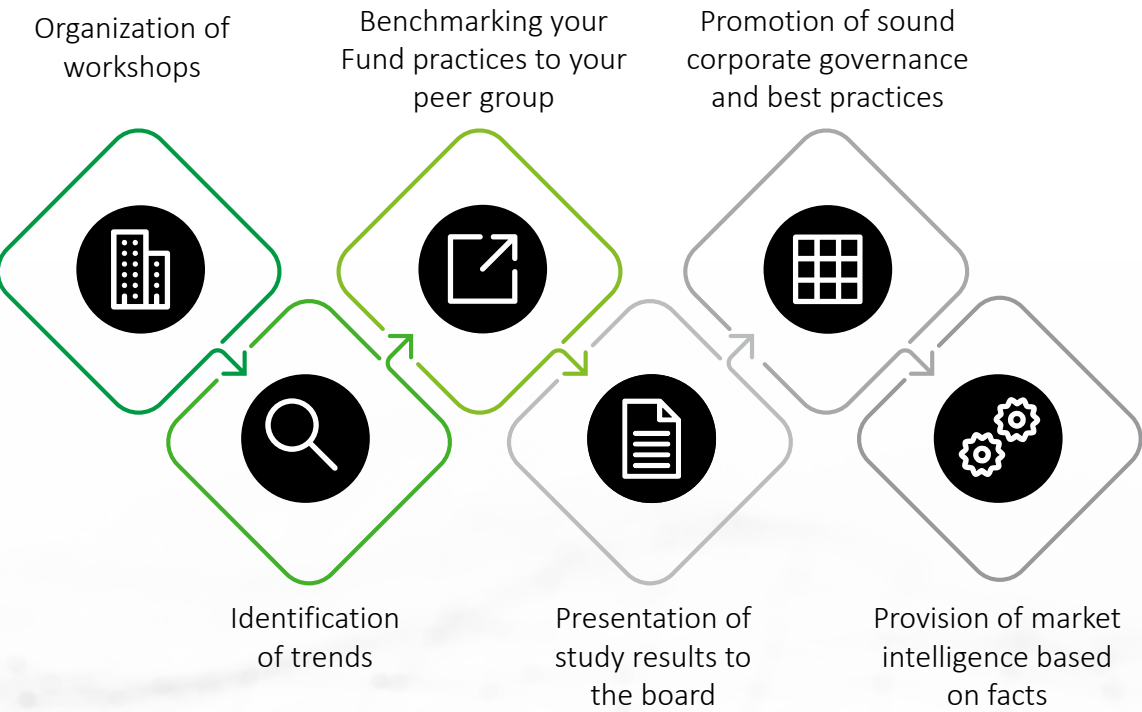 Organization of
workshops
Benchmarking your
Fund practices to your
peer group
Promotion of sound
corporate governance
and best practices
Identification
of trends
Presentation of
study results to
the board
Provision of market
intelligence based
on facts